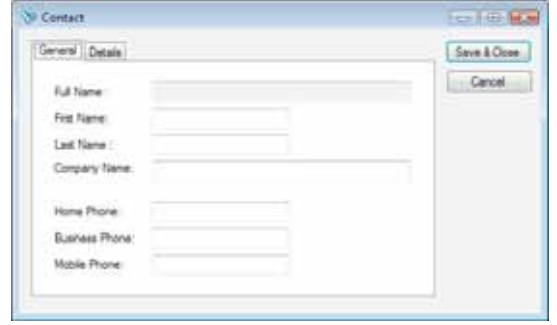 Contact
General Details
Save & Close
Cancel
Full Name:
First Name:
Last Name :
Company Name:
Home Phone:
Business Phone:
Mobile Phone: